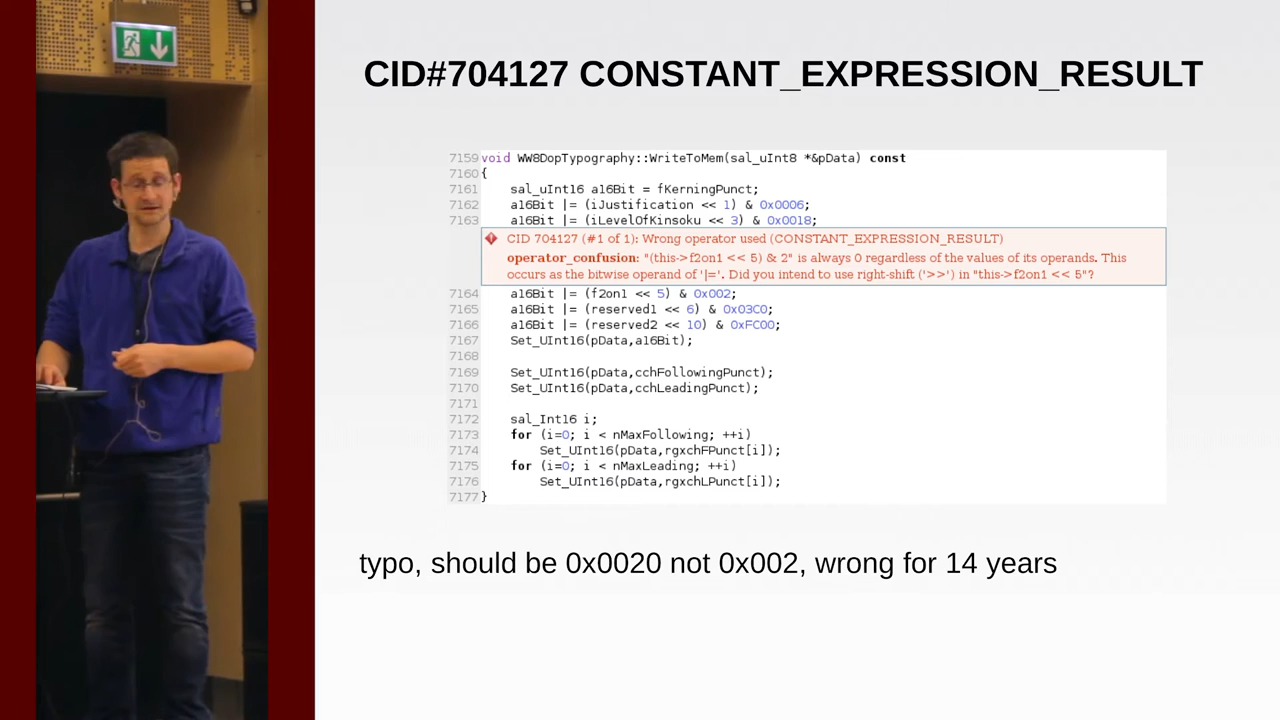 CID#704127 CONSTANT_EXPRESSION_RESULT
7159 void WW8DopTypography::WriteToMem(sal_uInt8 *&pData) const
7160 {
7161 sal_uInt16 a16Bit = fKerningPunct;
7162 a16Bit |= (iJustification << 1) & 0x0006;
7163 a16Bit |= (iLevelOfKinsoku << 3) & 0x0018;
CID 704127 (#1 of 1): Wrong operator used (CONSTANT_EXPRESSION_RESULT)
operator_confusion: "(this->f2on1 << 5) & 2" is always 0 regardless of the values of its operands. This
occurs as the bitwise operand of '|='. Did you intend to use right-shift ('>>') in "this->f2on1 << 5"?
7164 a16Bit |= (f2on1 << 5) & 0x002;
7165 a16Bit |= (reserved1 << 6) & 0x03C0;
7166 a16Bit |= (reserved2 << 10) & 0xFC00;
7167 Set_UInt16(pData,a16Bit);
7168
7169 Set_UInt16(pData,cchFollowingPunct);
7170 Set_UInt16(pData,cchLeadingPunct);
7171
7172 sal_Int16 i;
7173 for (i=0; i < nMaxFollowing; ++i)
7174 Set_UInt16(pData,rgxchFPunct[i]);
7175 for (i=0; i < nMaxLeading; ++i)
7176 Set_UInt16(pData,rgxchLPunct[i]);
7177 }
typo, should be 0x0020 not 0x002, wrong for 14 years